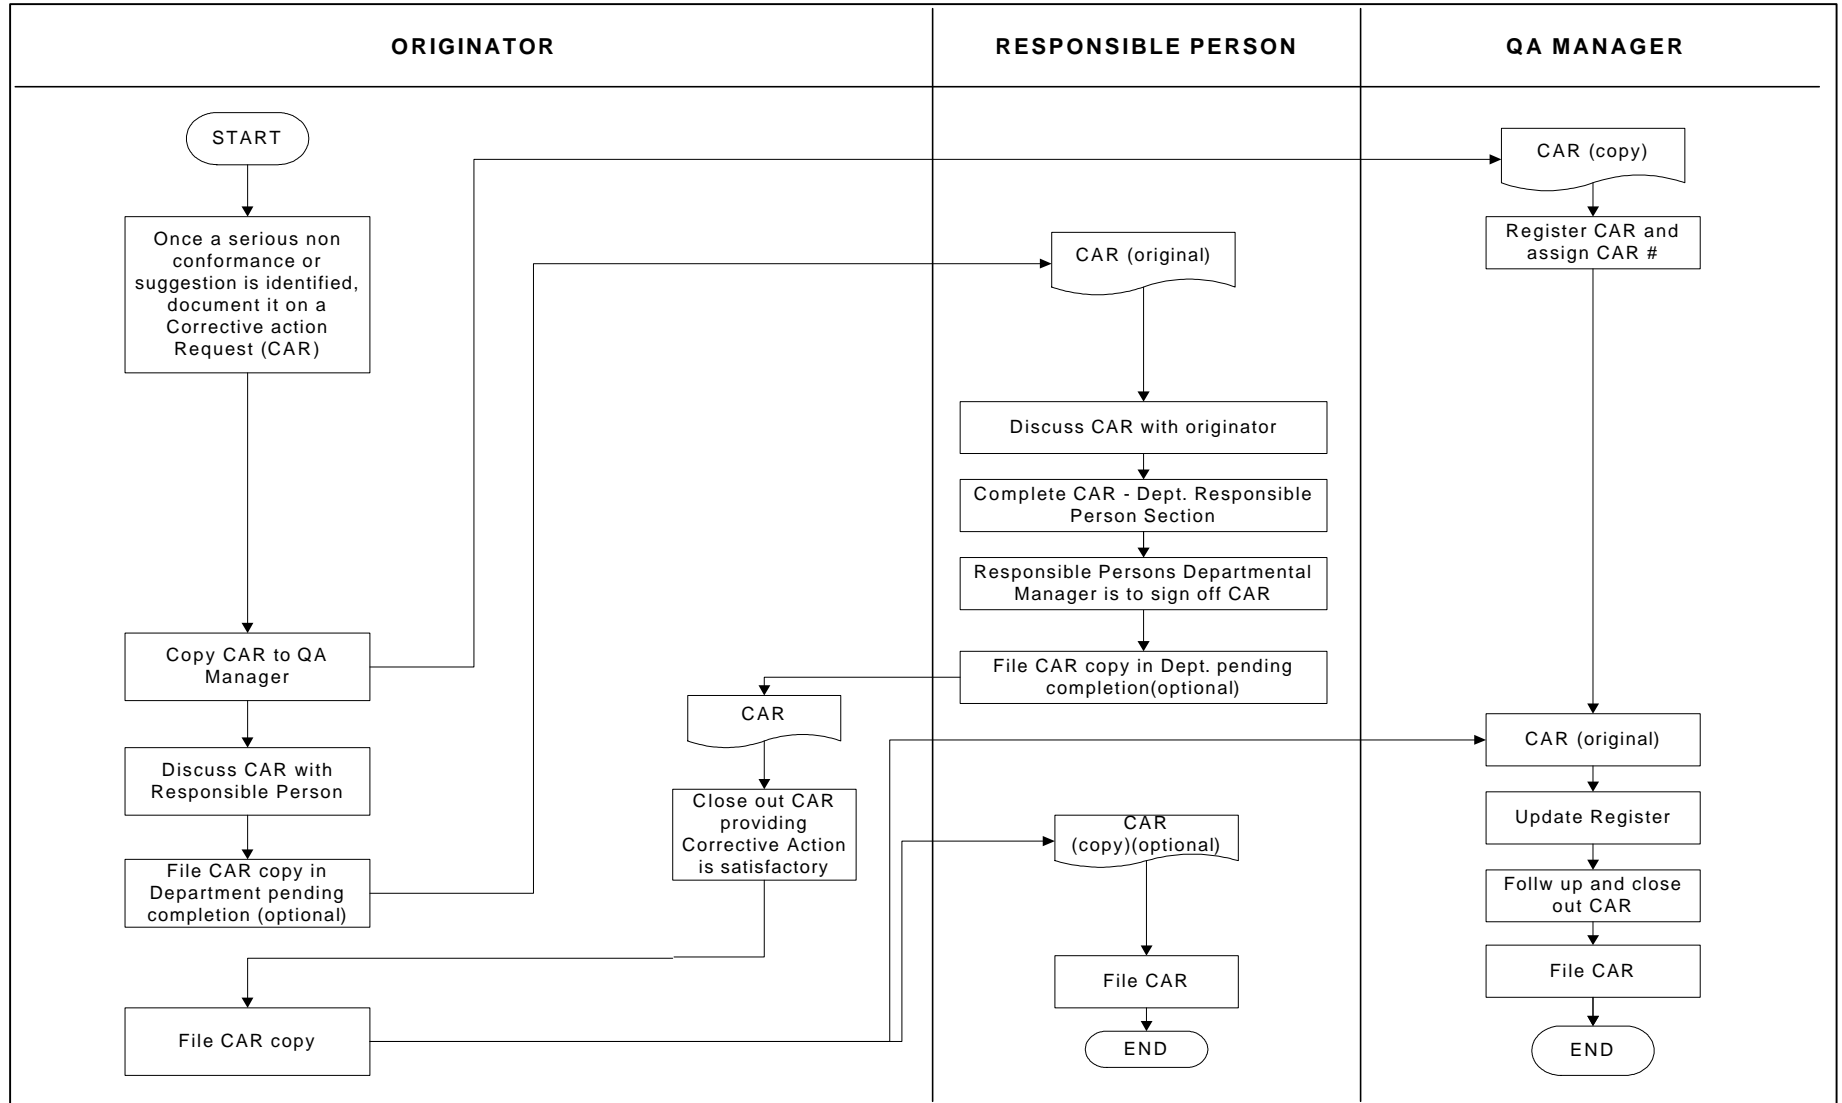 ORIGINATOR
RESPONSIBLE PERSON
QA MANAGER
START
Once a serious non
conformance or
suggestion is identified,
document it on a
Corrective action
Request (CAR)
Copy CAR to QA
Manager
Discuss CAR with
Responsible Person
File CAR copy in
Department pending
completion (optional)
File CAR copy
CAR
Close out CAR
providing
Corrective Action
is satisfactory
CAR (original)
Discuss CAR with originator
Complete CAR - Dept. Responsible
Person Section
Responsible Persons Departmental
Manager is to sign off CAR
File CAR copy in Dept. pending
completion(optional)
CAR
(copy)(optional)
File CAR
END
CAR (copy)
Register CAR and
assign CAR #
CAR (original)
Update Register
Follw up and close
out CAR
File CAR
END